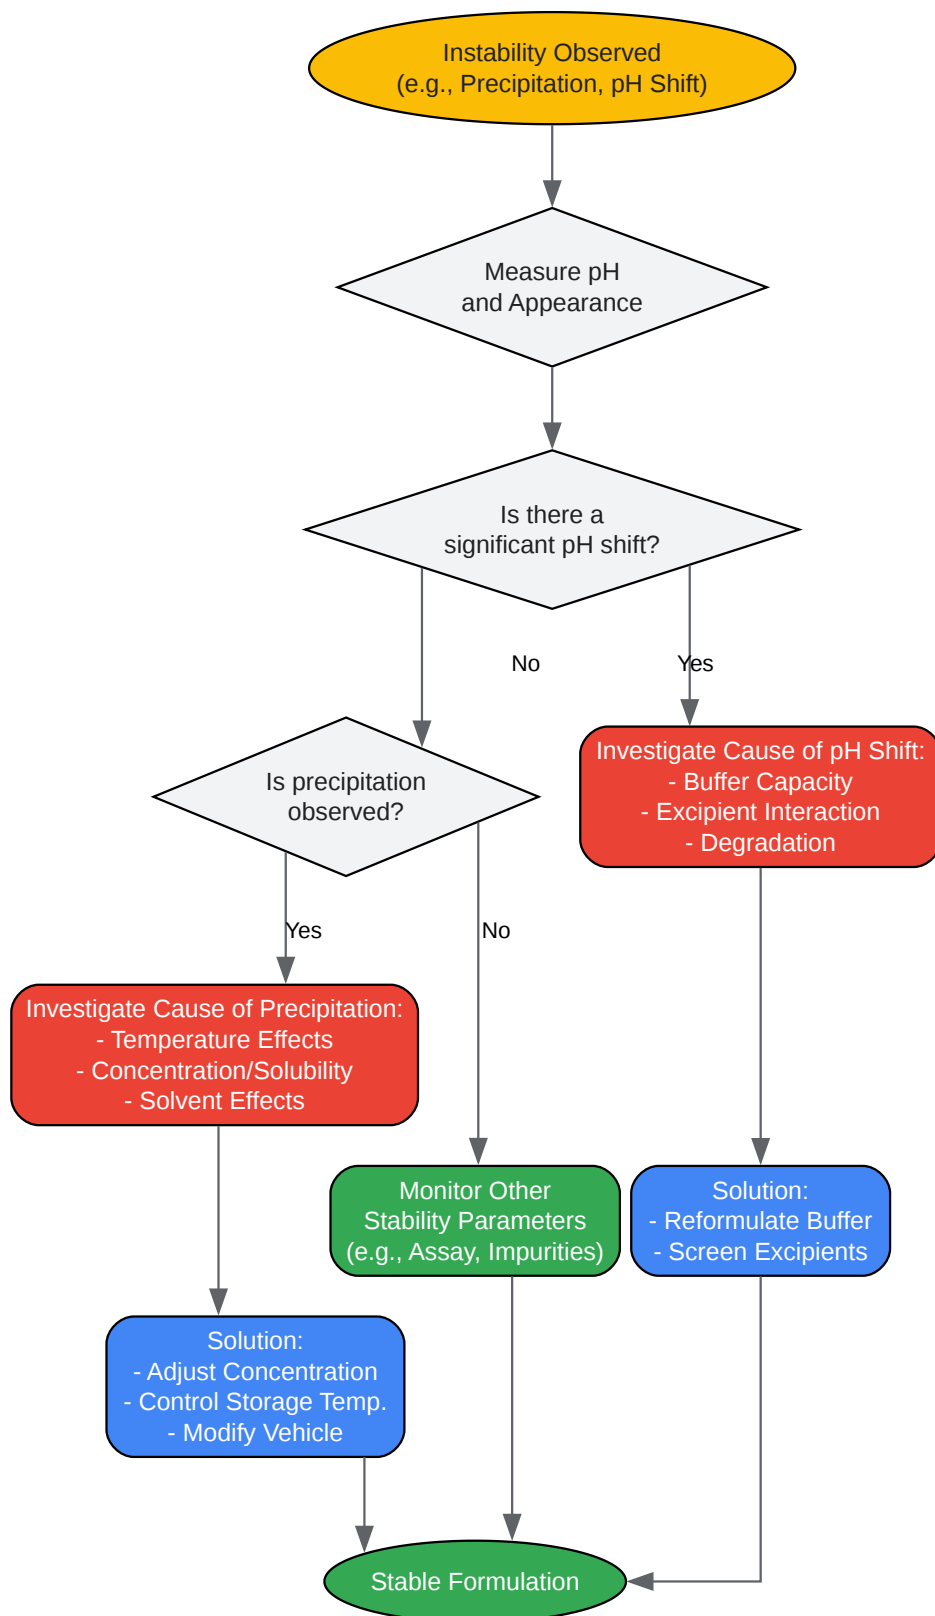 Instability Observed
(e.g., Precipitation, pH Shift)
Measure pH
and Appearance
Is there a
significant pH shift?
No
Yes
Is precipitation
observed?
Investigate Cause of pH Shift:
- Buffer Capacity
- Excipient Interaction
- Degradation
Yes
No
Investigate Cause of Precipitation:
- Temperature Effects
- Concentration/Solubility
- Solvent Effects
Monitor Other
Stability Parameters
(e.g., Assay, Impurities)
Solution:
- Reformulate Buffer
- Screen Excipients
Solution:
- Adjust Concentration
- Control Storage Temp.
- Modify Vehicle
Stable Formulation